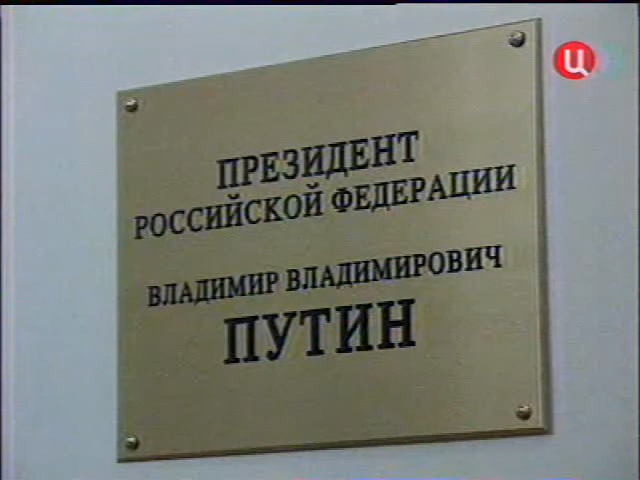 ПРЕЗИДЕНТ
РОССИЙСКОЙ ФЕДЕРАЦИИ
ВЛАДИМИР ВЛАДИМИРОВИЧ
ПУТИН
Ц